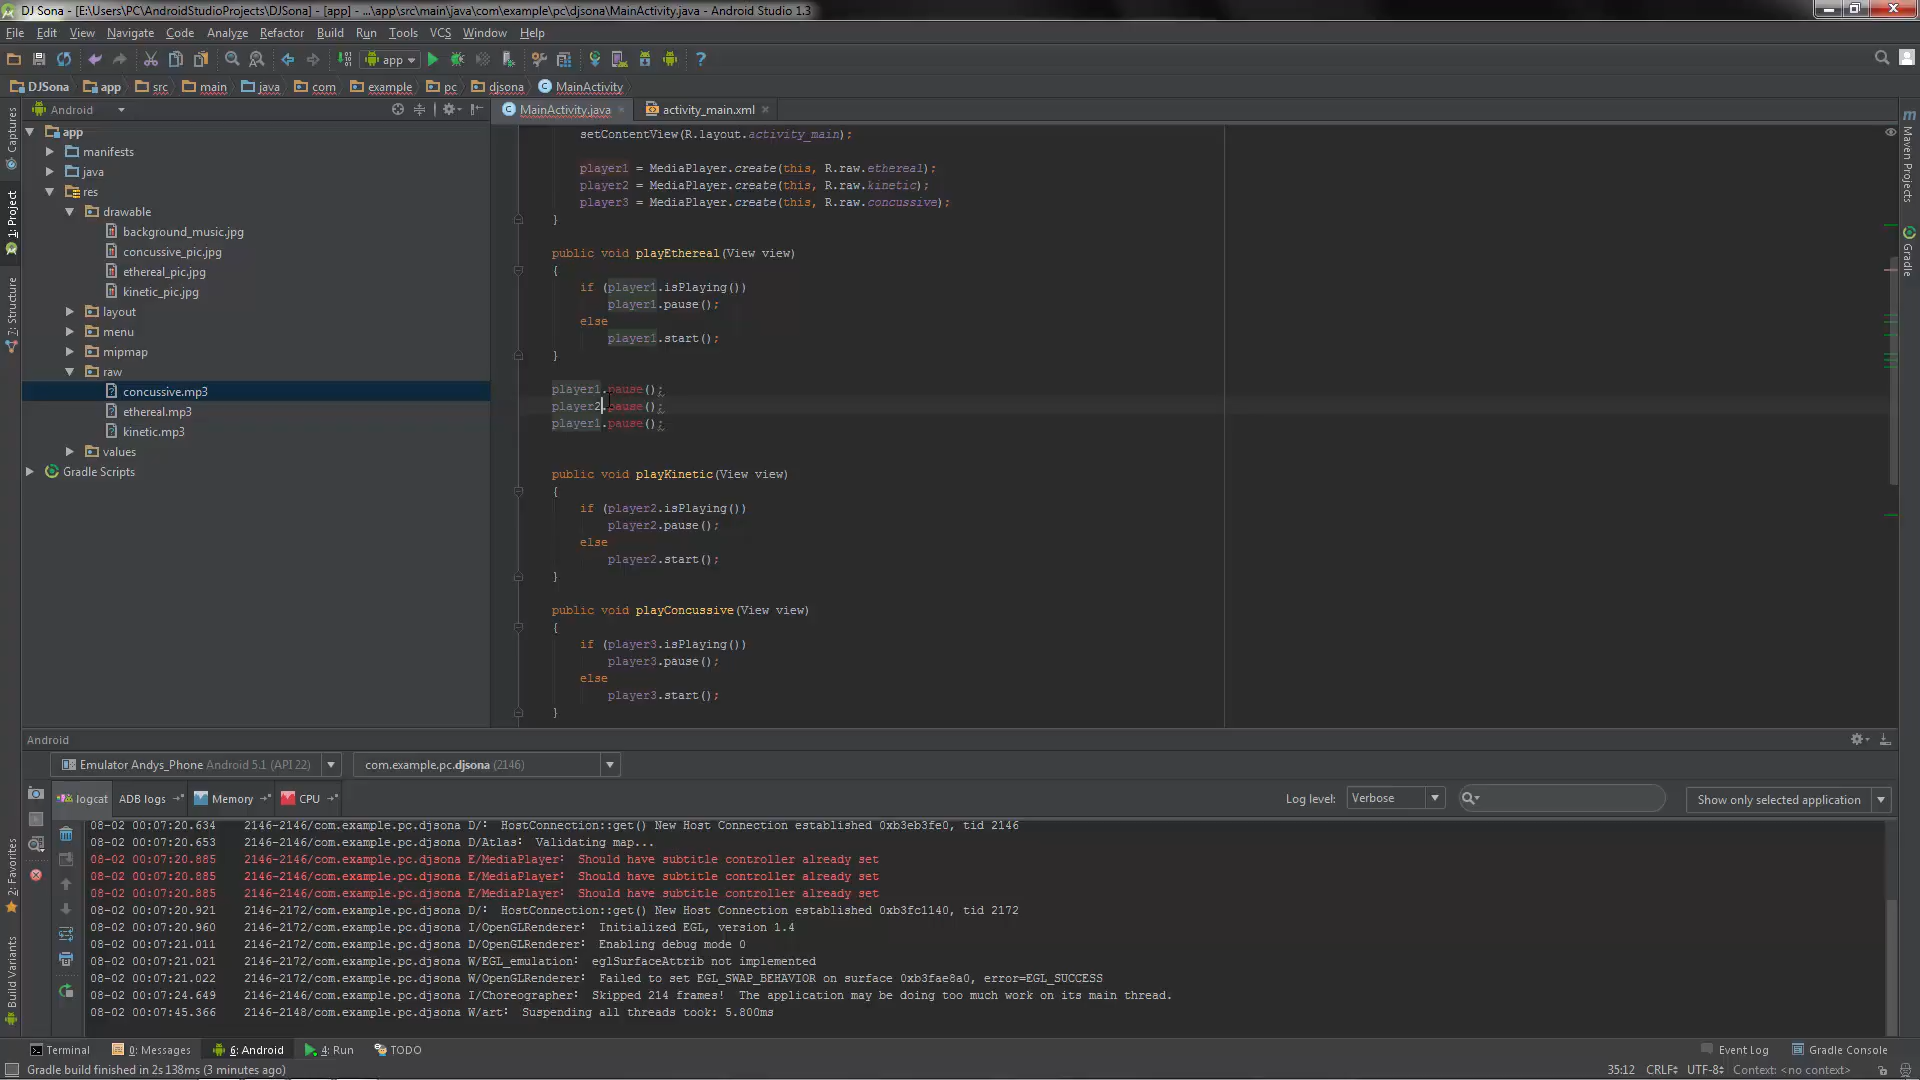 DJ Sona - [E:\Users\PC\AndroidStudioProjects\DJSona] - [app] - ...\app\src\main\java\com\example\pc\djsona\MainActivity.java - Android Studio 1.3
File Edit View Navigate Code Analyze Refactor Build Run Tools VCS Window Help
app
DJSona app src main java com example pc djsona MainActivity
Android
MainActivity.java activity_main.xml
Captures
1: Project
7: Structure
2: Favorites
Build Variants
Maven Projects
Gradle
app
manifests
java
res
drawable
background_music.jpg
concussive_pic.jpg
ethereal_pic.jpg
kinetic_pic.jpg
layout
menu
mipmap
raw
concussive.mp3
ethereal.mp3
kinetic.mp3
values
Gradle Scripts
setContentView(R.layout.activity_main);
player1 = MediaPlayer.create(this, R.raw.ethereal);
player2 = MediaPlayer.create(this, R.raw.kinetic);
player3 = MediaPlayer.create(this, R.raw.concussive);
}
public void playEthereal(View view)
{
if (player1.isPlaying())
player1.pause();
else
player1.start();
}
player1.pause();
player2.pause();
player1.pause();
public void playKinetic(View view)
{
if (player2.isPlaying())
player2.pause();
else
player2.start();
}
public void playConcussive(View view)
{
if (player3.isPlaying())
player3.pause();
else
player3.start();
}
Android
Emulator Andys_Phone Android 5.1 (API 22) com.example.pc.djsona (2146)
logcat ADB logs Memory CPU Log level: Verbose Show only selected application
08-02 00:07:20.634 2146-2146/com.example.pc.djsona D/: HostConnection::get() New Host Connection established 0xb3eb3fe0, tid 2146
08-02 00:07:20.653 2146-2146/com.example.pc.djsona D/Atlas: Validating map...
08-02 00:07:20.885 2146-2146/com.example.pc.djsona E/MediaPlayer: Should have subtitle controller already set
08-02 00:07:20.885 2146-2146/com.example.pc.djsona E/MediaPlayer: Should have subtitle controller already set
08-02 00:07:20.885 2146-2146/com.example.pc.djsona E/MediaPlayer: Should have subtitle controller already set
08-02 00:07:20.921 2146-2172/com.example.pc.djsona D/: HostConnection::get() New Host Connection established 0xb3fc1140, tid 2172
08-02 00:07:20.960 2146-2172/com.example.pc.djsona I/OpenGLRenderer: Initialized EGL, version 1.4
08-02 00:07:21.011 2146-2172/com.example.pc.djsona D/OpenGLRenderer: Enabling debug mode 0
08-02 00:07:21.021 2146-2172/com.example.pc.djsona W/EGL_emulation: eglSurfaceAttrib not implemented
08-02 00:07:21.022 2146-2172/com.example.pc.djsona W/OpenGLRenderer: Failed to set EGL_SWAP_BEHAVIOR on surface 0xb3fae8a0, error=EGL_SUCCESS
08-02 00:07:24.649 2146-2146/com.example.pc.djsona I/Choreographer: Skipped 214 frames! The application may be doing too much work on its main thread.
08-02 00:07:45.366 2146-2148/com.example.pc.djsona W/art: Suspending all threads took: 5.800ms
Terminal 0: Messages 6: Android 4: Run TODO Event Log Gradle Console
Gradle build finished in 2s 138ms (3 minutes ago) 35:12 CRLF UTF-8 Context: <no context>